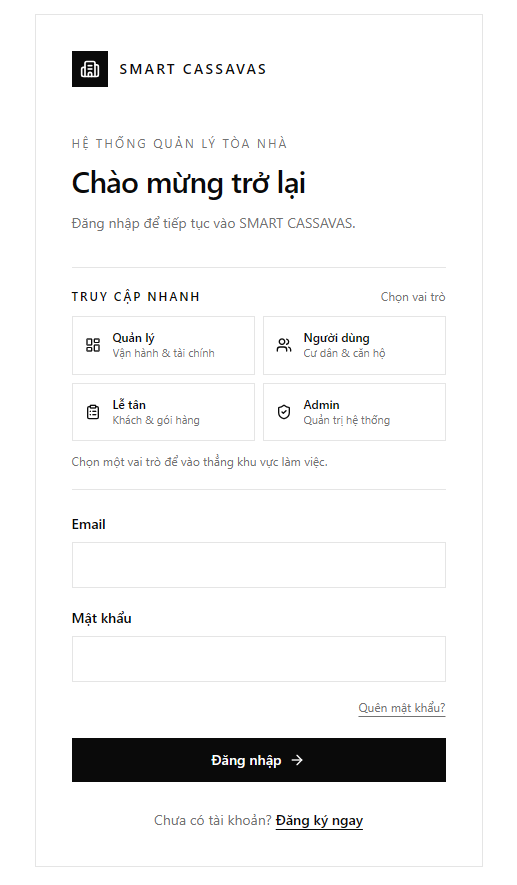 SMART CASSAVAS
HỆ THỐNG QUẢN LÝ TÒA NHÀ
Chào mừng trở lại
Đăng nhập để tiếp tục vào SMART CASSAVAS.
TRUY CẬP NHANH
Chọn vai trò
Quản lý
Vận hành & tài chính
Người dùng
Cư dân & căn hộ
Lễ tân
Khách & gói hàng
Admin
Quản trị hệ thống
Chọn một vai trò để vào thẳng khu vực làm việc.
Email
Mật khẩu
Quên mật khẩu?
Đăng nhập →
Chưa có tài khoản? Đăng ký ngay